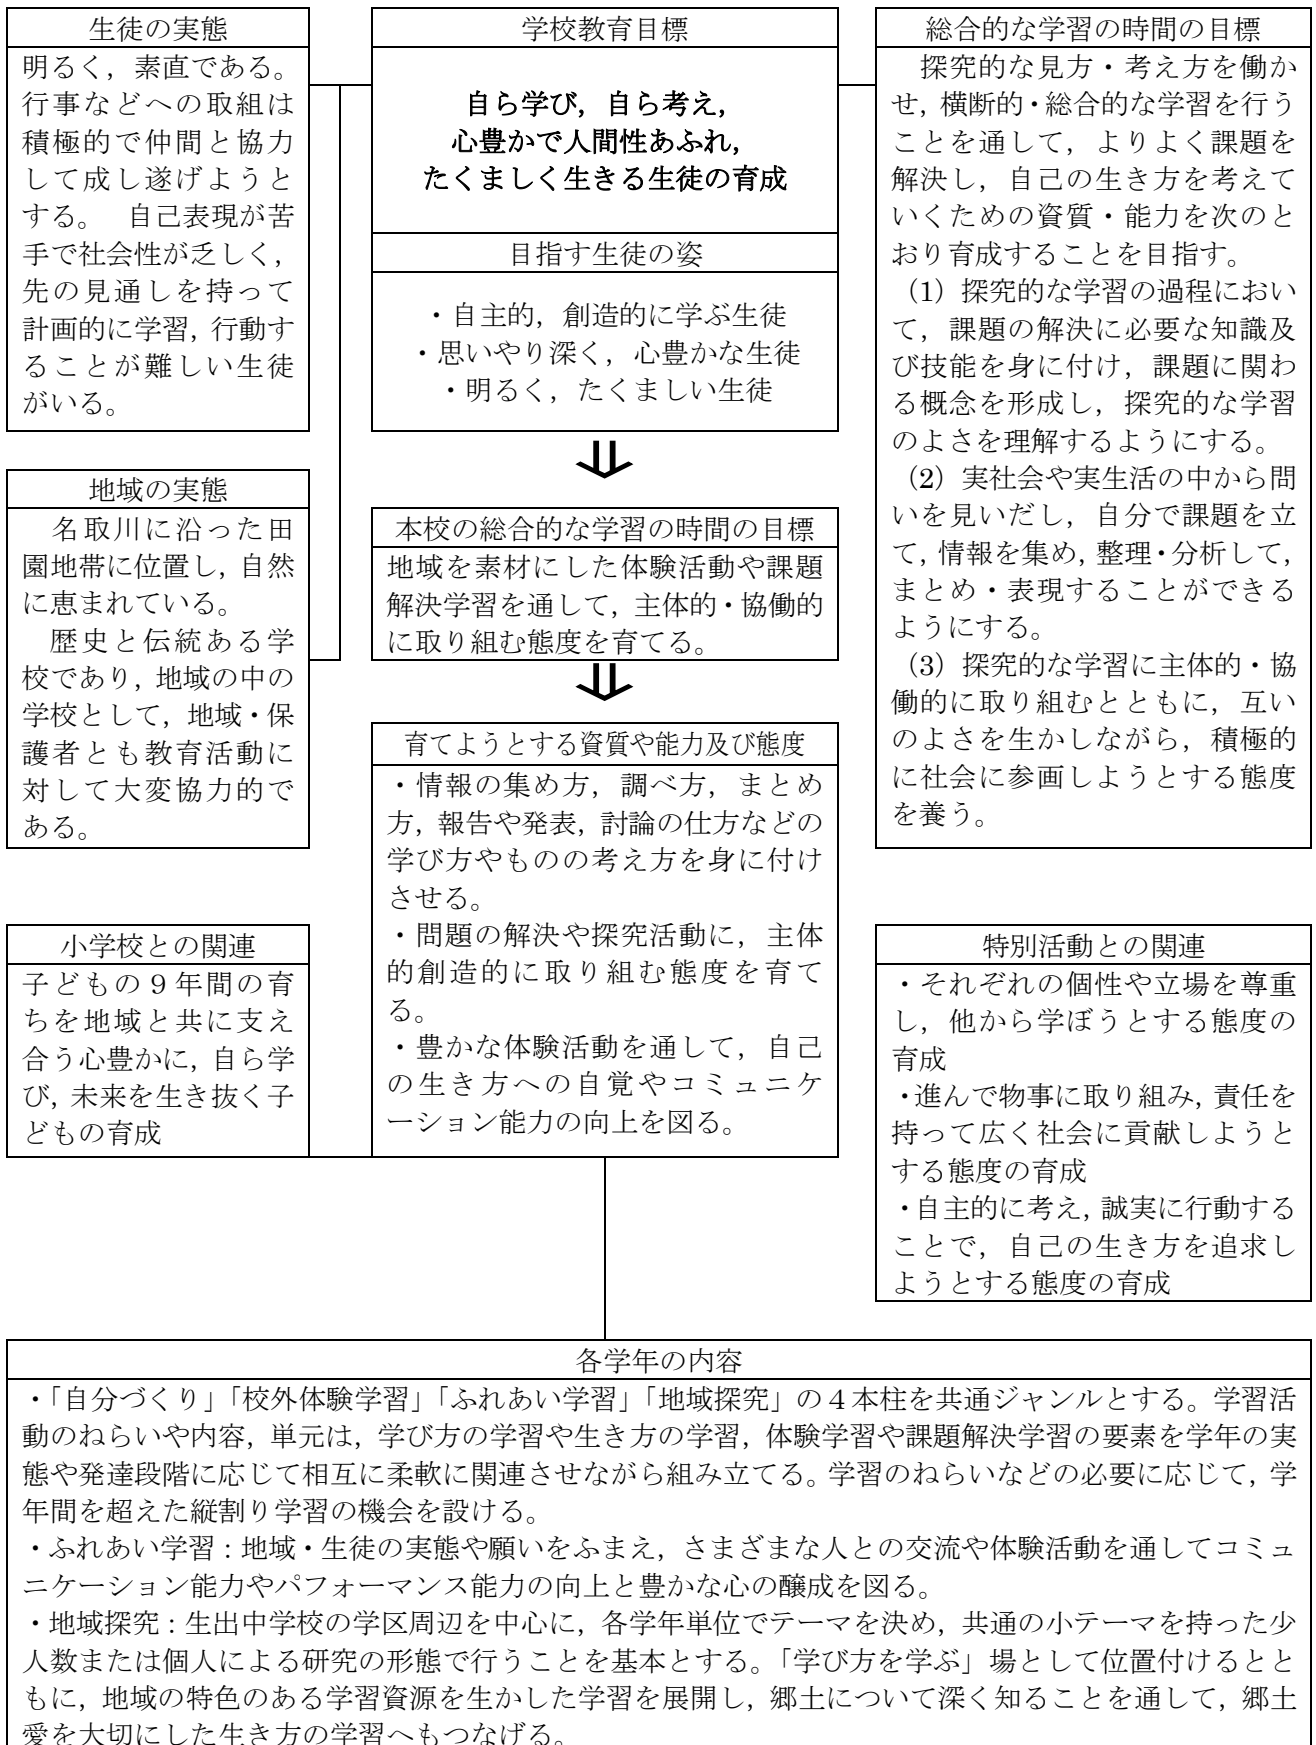 生徒の実態
明るく，素直である。
行事などへの取組は
積極的で仲間と協力
して成し遂げようと
する。　自己表現が苦
手で社会性が乏しく，
先の見通しを持って
計画的に学習，行動す
ることが難しい生徒
がいる。
地域の実態
　名取川に沿った田
園地帯に位置し，自然
に恵まれている。
　歴史と伝統ある学
校であり，地域の中の
学校として，地域・保
護者とも教育活動に
対して大変協力的で
ある。
小学校との関連
子どもの９年間の育
ちを地域と共に支え
合う心豊かに，自ら学
び，未来を生き抜く子
どもの育成
学校教育目標
自ら学び，自ら考え，
心豊かで人間性あふれ，
たくましく生きる生徒の育成
目指す生徒の姿
・自主的，創造的に学ぶ生徒
・思いやり深く，心豊かな生徒
・明るく，たくましい生徒
⇓
本校の総合的な学習の時間の目標
地域を素材にした体験活動や課題
解決学習を通して，主体的・協働的
に取り組む態度を育てる。
⇓
育てようとする資質や能力及び態度
・情報の集め方，調べ方，まとめ
方，報告や発表，討論の仕方などの
学び方やものの考え方を身に付け
させる。
・問題の解決や探究活動に，主体
的創造的に取り組む態度を育て
る。
・豊かな体験活動を通して，自己
の生き方への自覚やコミュニケ
ーション能力の向上を図る。
総合的な学習の時間の目標
　探究的な見方・考え方を働か
せ，横断的・総合的な学習を行う
ことを通して，よりよく課題を
解決し，自己の生き方を考えて
いくための資質・能力を次のと
おり育成することを目指す。
（1）探究的な学習の過程におい
て，課題の解決に必要な知識及
び技能を身に付け，課題に関わ
る概念を形成し，探究的な学習
のよさを理解するようにする。
（2）実社会や実生活の中から問
いを見いだし，自分で課題を立
て，情報を集め，整理・分析して，
まとめ・表現することができる
ようにする。
（3）探究的な学習に主体的・協
働的に取り組むとともに，互い
のよさを生かしながら，積極的
に社会に参画しようとする態度
を養う。
特別活動との関連
・それぞれの個性や立場を尊重
し，他から学ぼうとする態度の
育成
・進んで物事に取り組み，責任を
持って広く社会に貢献しようと
する態度の育成
・自主的に考え，誠実に行動する
ことで，自己の生き方を追求し
ようとする態度の育成
各学年の内容
・「自分づくり」「校外体験学習」「ふれあい学習」「地域探究」の４本柱を共通ジャンルとする。学習活
動のねらいや内容，単元は，学び方の学習や生き方の学習，体験学習や課題解決学習の要素を学年の実
態や発達段階に応じて相互に柔軟に関連させながら組み立てる。学習のねらいなどの必要に応じて，学
年間を超えた縦割り学習の機会を設ける。
・ふれあい学習：地域・生徒の実態や願いをふまえ，さまざまな人との交流や体験活動を通してコミュ
ニケーション能力やパフォーマンス能力の向上と豊かな心の醸成を図る。
・地域探究：生出中学校の学区周辺を中心に，各学年単位でテーマを決め，共通の小テーマを持った少
人数または個人による研究の形態で行うことを基本とする。「学び方を学ぶ」場として位置付けるとと
もに，地域の特色のある学習資源を生かした学習を展開し，郷土について深く知ることを通して，郷土
愛を大切にした生き方の学習へもつなげる。